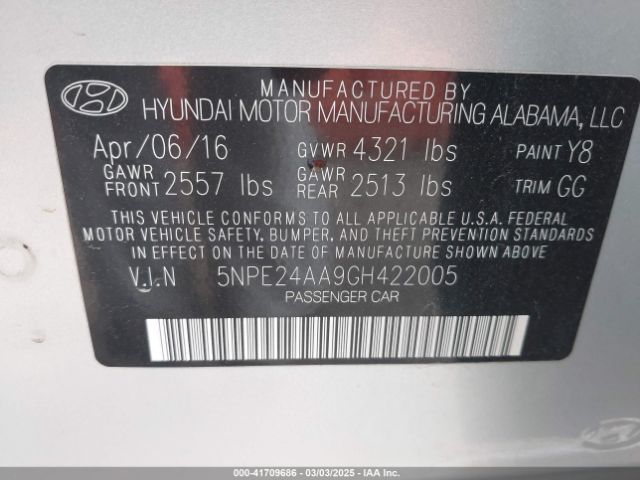 MANUFACTURED BY
HYUNDAI MOTOR MANUFACTURING ALABAMA, LLC
Apr/06/16 GVWR 4321 lbs PAINT Y8
GAWR FRONT 2557 lbs GAWR REAR 2513 lbs TRIM GG
THIS VEHICLE CONFORMS TO ALL APPLICABLE U.S.A. FEDERAL
MOTOR VEHICLE SAFETY, BUMPER, AND THEFT PREVENTION STANDARDS
IN EFFECT ON THE DATE OF MANUFACTURE SHOWN ABOVE
V.I.N 5NPE24AA9GH422005
PASSENGER CAR
000-41709686 | 03/03/2025 | IAA Inc.